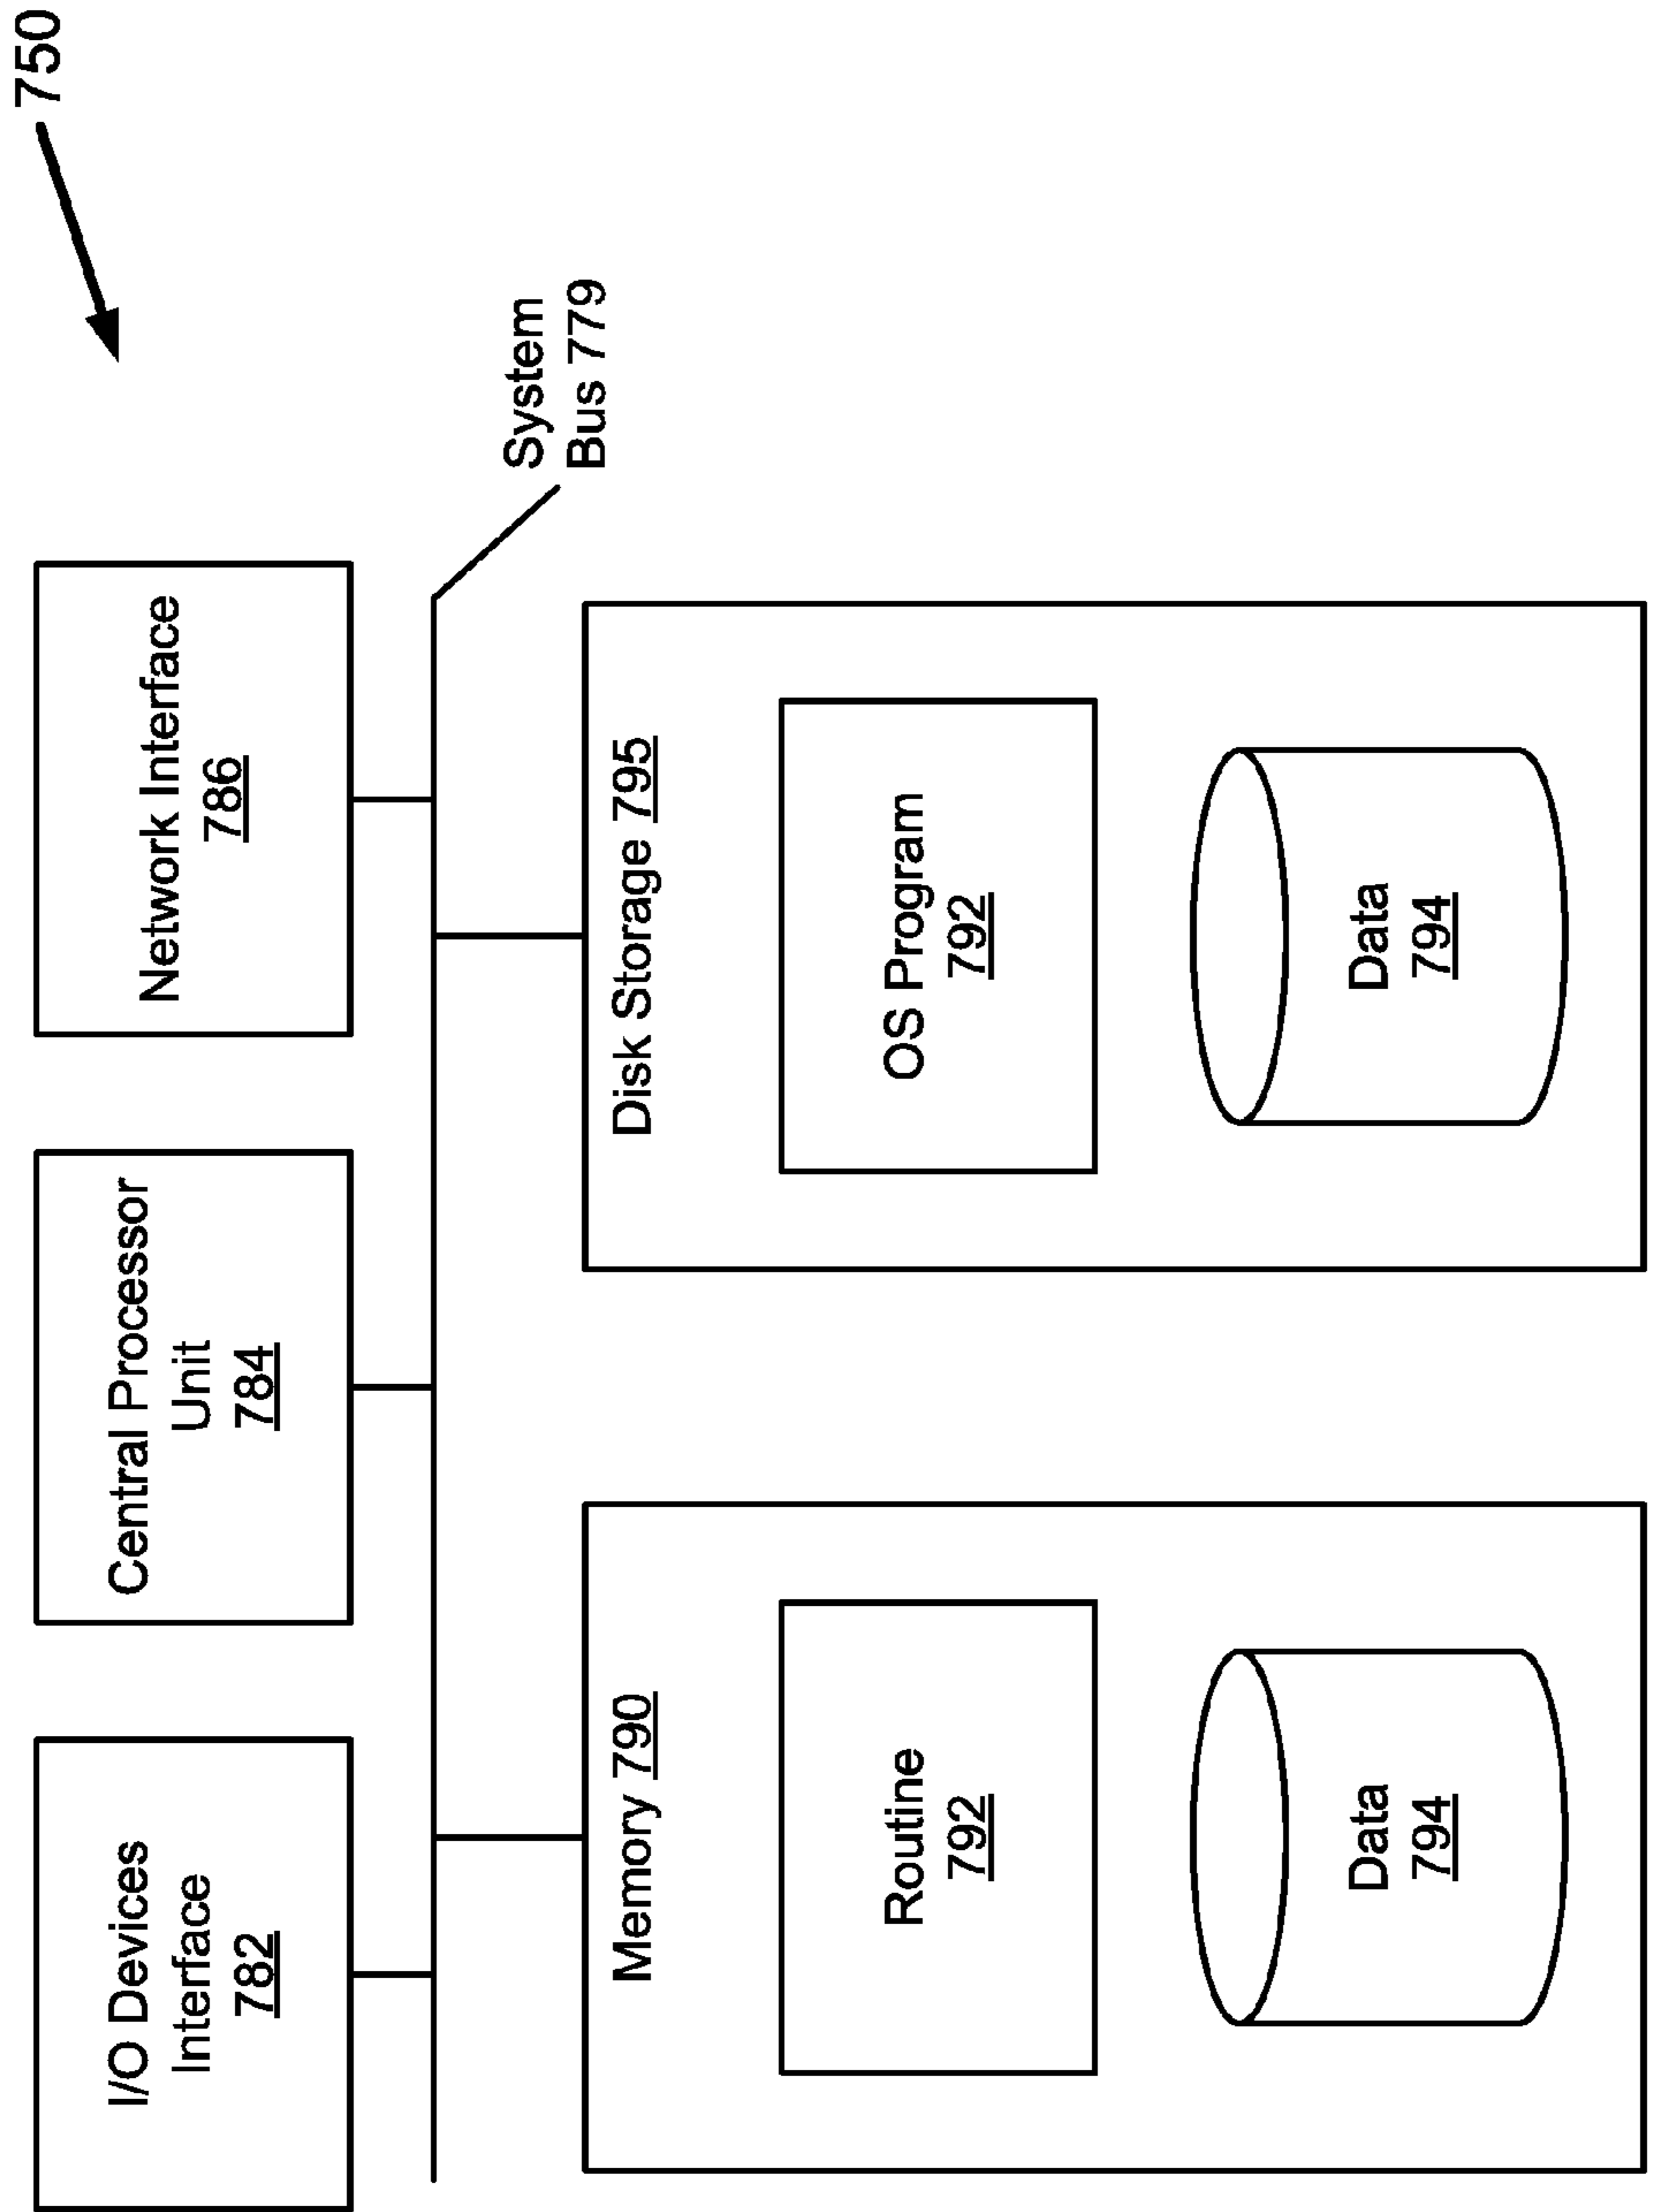 750
I/O Devices
Interface
782
Central Processor
Unit
784
Network Interface
786
System
Bus 779
Memory 790
Routine
792
Data
794
Disk Storage 795
OS Program
792
Data
794